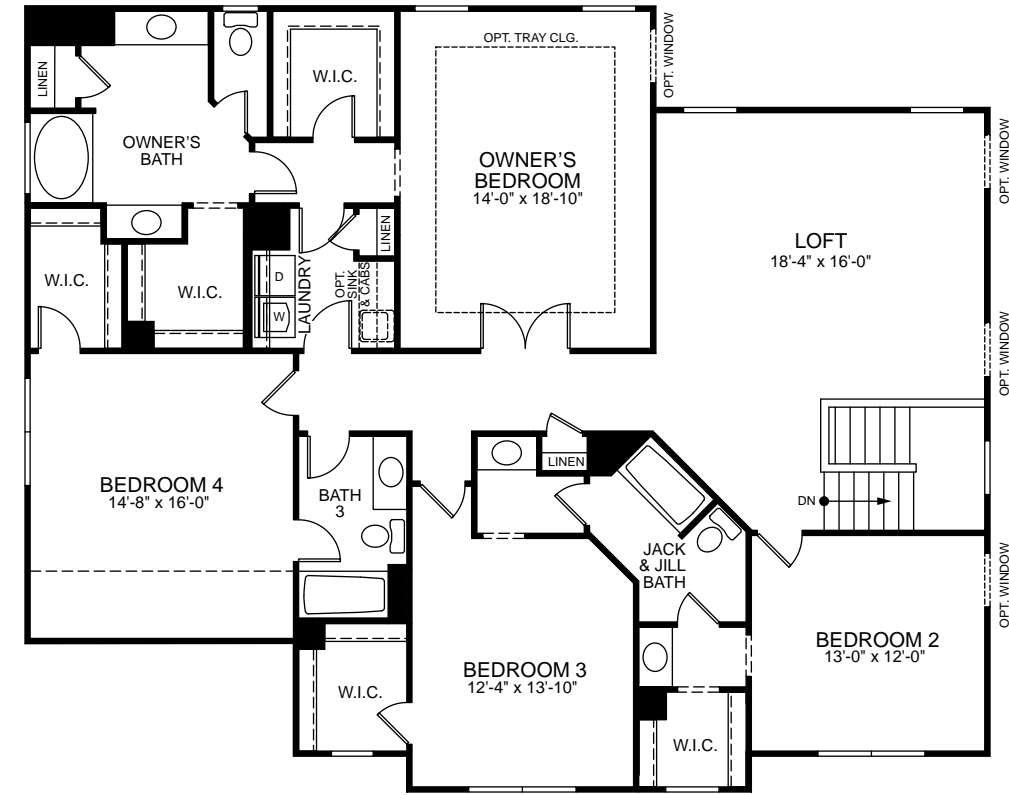 OPT. TRAY CLG.
OPT. WINDOW
LINEN
W.I.C.
OWNER'S
BATH
OWNER'S
BEDROOM
14'-0" x 18'-10"
OPT. WINDOW
LOFT
18'-4" x 16'-0"
LINEN
W.I.C.
W.I.C.
D
W
LAUNDRY
OPT.
SINK
& CABS
OPT. WINDOW
BEDROOM 4
14'-8" x 16'-0"
BATH
3
LINEN
DN
JACK
& JILL
BATH
OPT. WINDOW
BEDROOM 2
13'-0" x 12'-0"
BEDROOM 3
12'-4" x 13'-10"
W.I.C.
W.I.C.